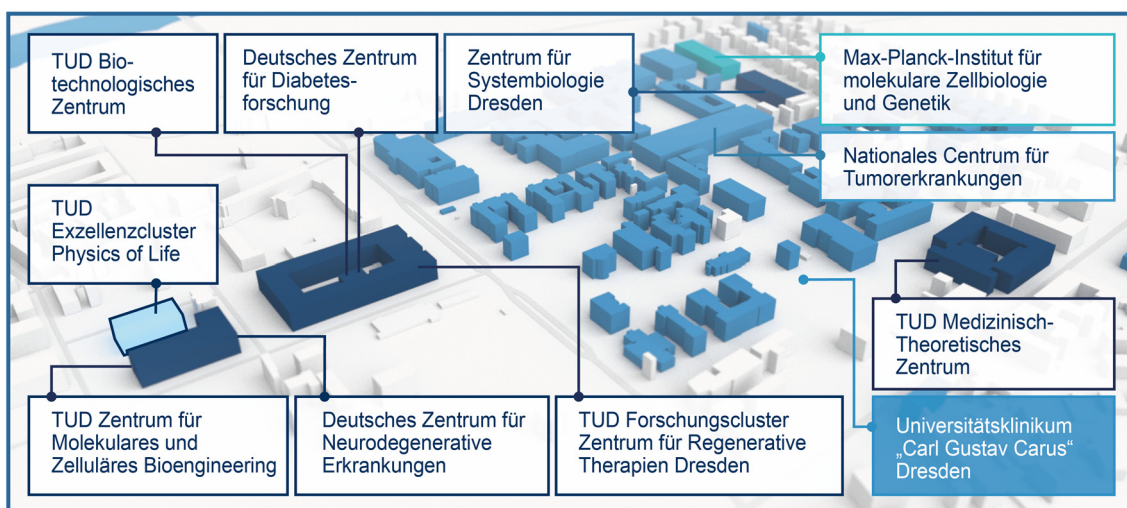 TUD Bio-
technologisches
Zentrum
Deutsches Zentrum
für Diabetes-
forschung
Zentrum für
Systembiologie
Dresden
Max-Planck-Institut für
molekulare Zellbiologie
und Genetik
Nationales Centrum für
Tumorerkrankungen
TUD
Exzellenzcluster
Physics of Life
TUD Medizinisch-
Theoretisches
Zentrum
TUD Zentrum für
Molekulares und
Zelluläres Bioengineering
Deutsches Zentrum für
Neurodegenerative
Erkrankungen
TUD Forschungscluster
Zentrum für Regenerative
Therapien Dresden
Universitätsklinikum
„Carl Gustav Carus“
Dresden